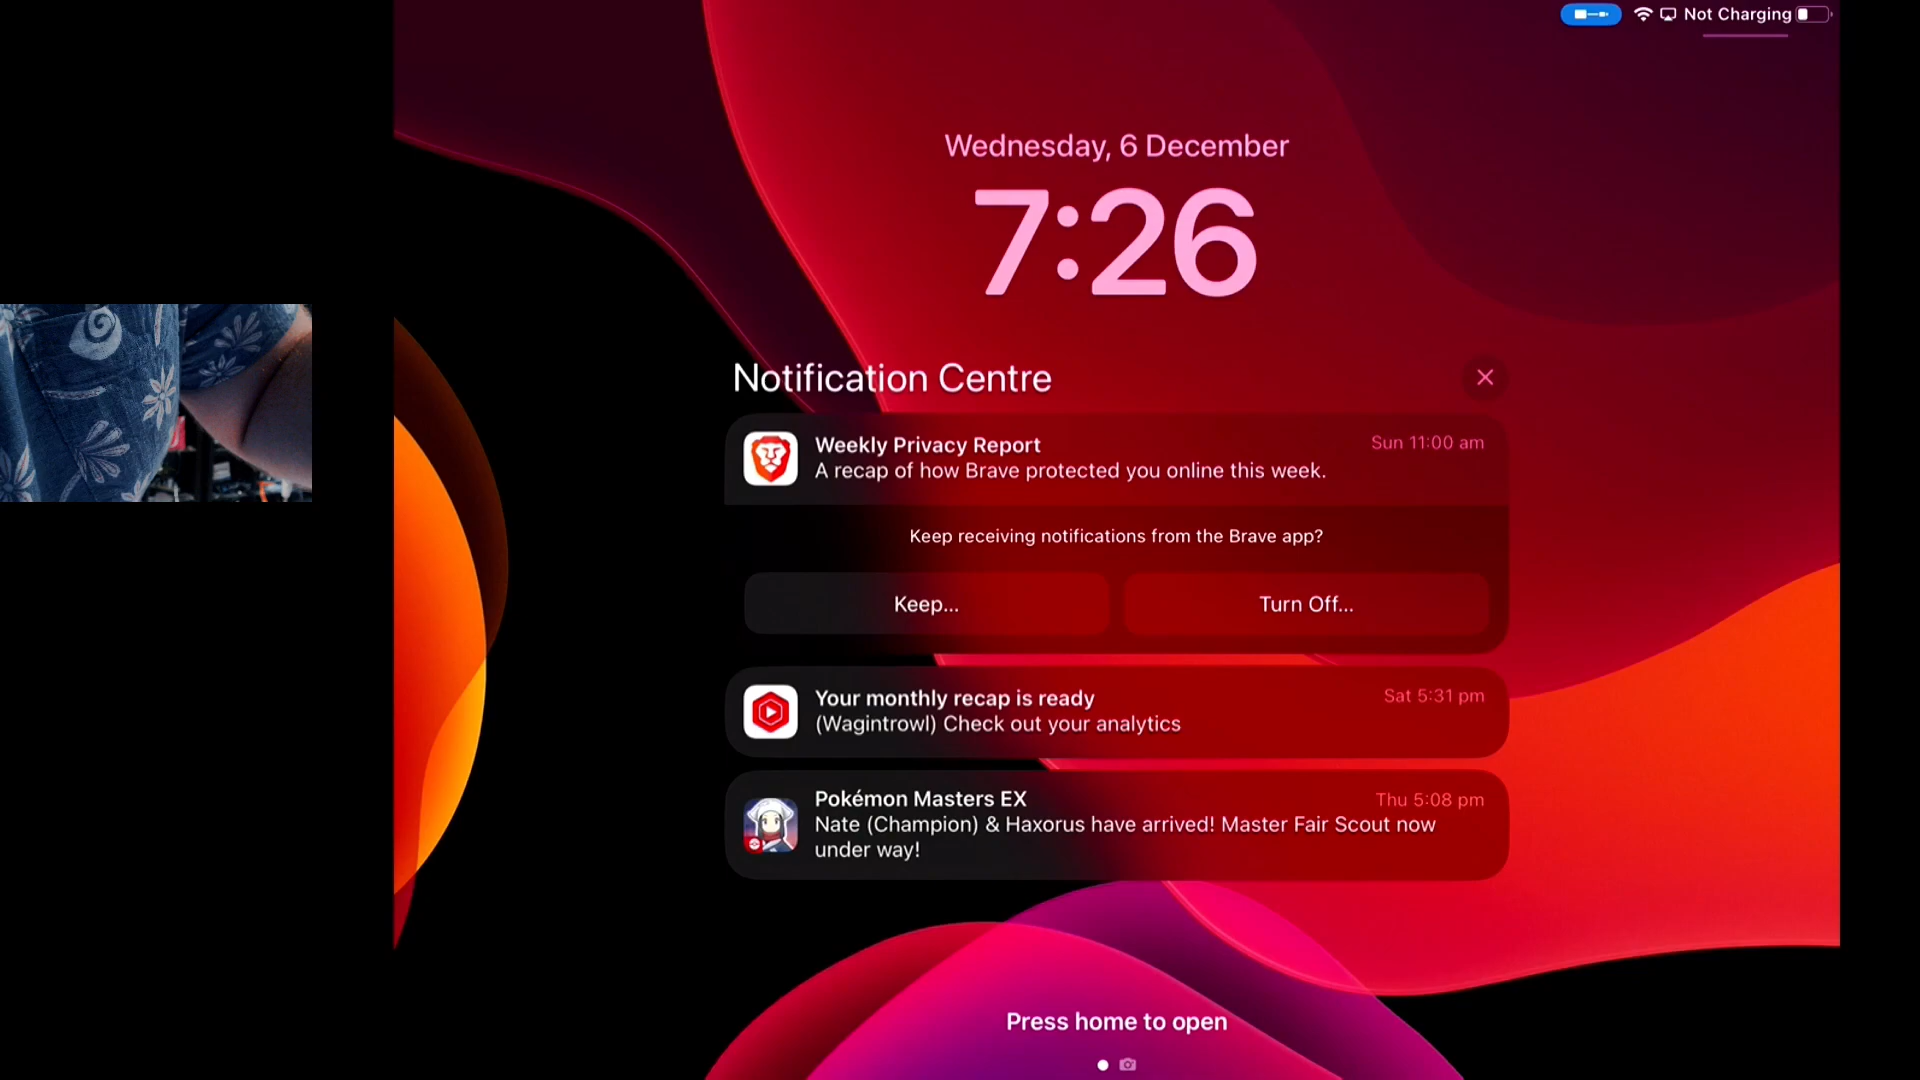 Not Charging
Wednesday, 6 December
7:26
Notification Centre
Weekly Privacy Report
Sun 11:00 am
A recap of how Brave protected you online this week.
Keep receiving notifications from the Brave app?
Keep...
Turn Off...
Your monthly recap is ready
Sat 5:31 pm
(Wagintrowl) Check out your analytics
Pokémon Masters EX
Thu 5:08 pm
Nate (Champion) & Haxorus have arrived! Master Fair Scout now
under way!
Press home to open